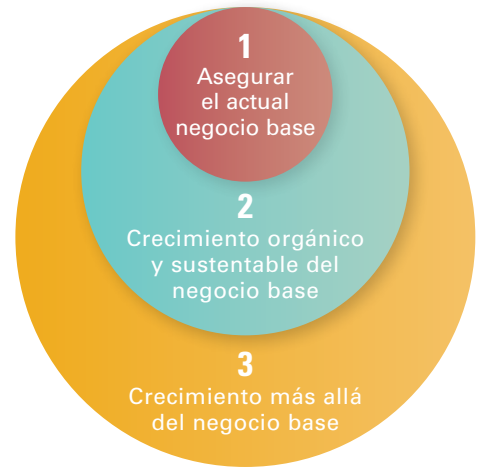 1
Asegurar
el actual
negocio base
2
Crecimiento orgánico
y sustentable del
negocio base
3
Crecimiento más allá
del negocio base